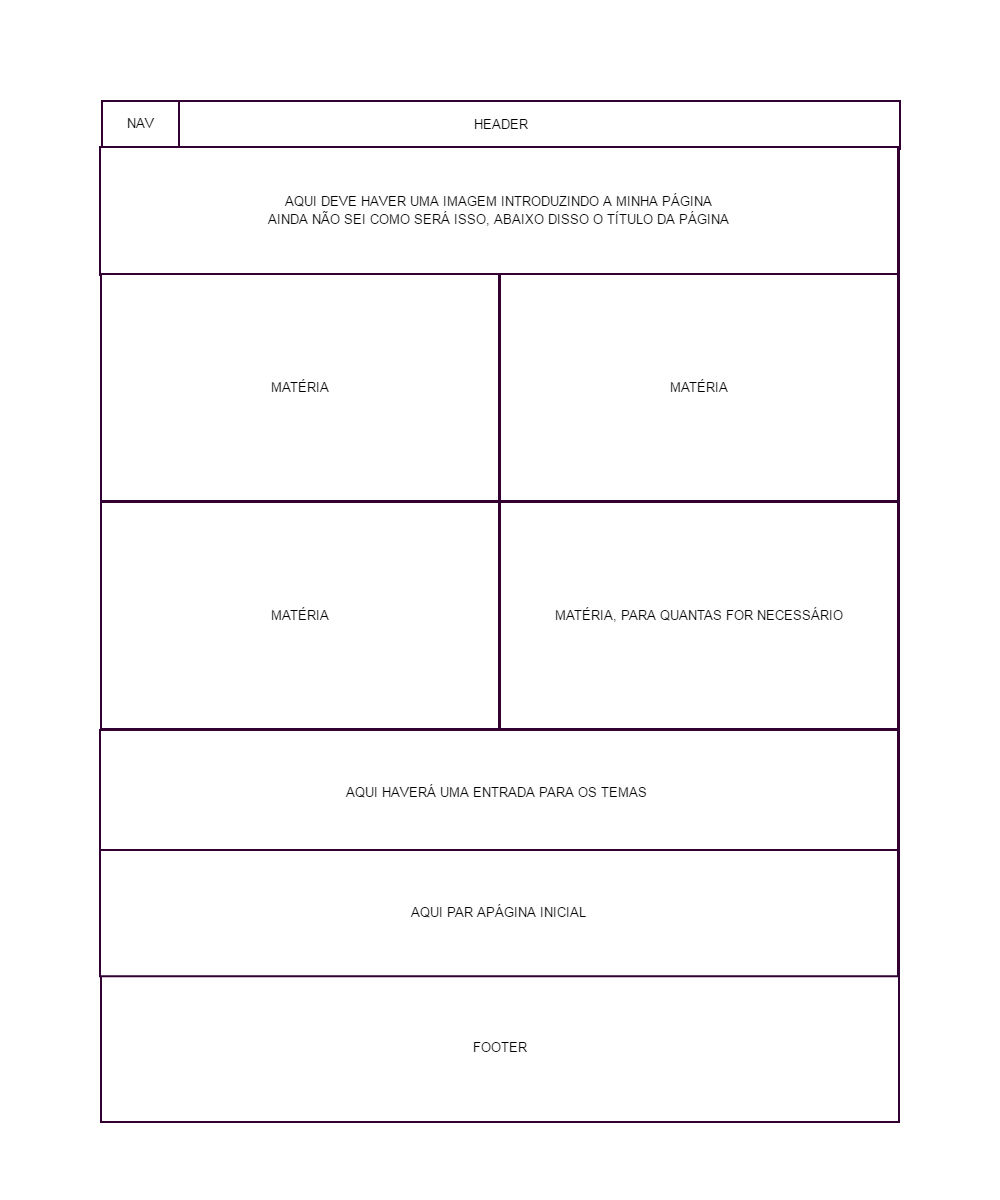 NAV
HEADER
AQUI DEVE HAVER UMA IMAGEM INTRODUZINDO A MINHA PÁGINA
AINDA NÃO SEI COMO SERÁ ISSO, ABAIXO DISSO O TÍTULO DA PÁGINA
MATÉRIA
MATÉRIA
MATÉRIA
MATÉRIA, PARA QUANTAS FOR NECESSÁRIO
AQUI HAVERÁ UMA ENTRADA PARA OS TEMAS
AQUI PAR APÁGINA INICIAL
FOOTER